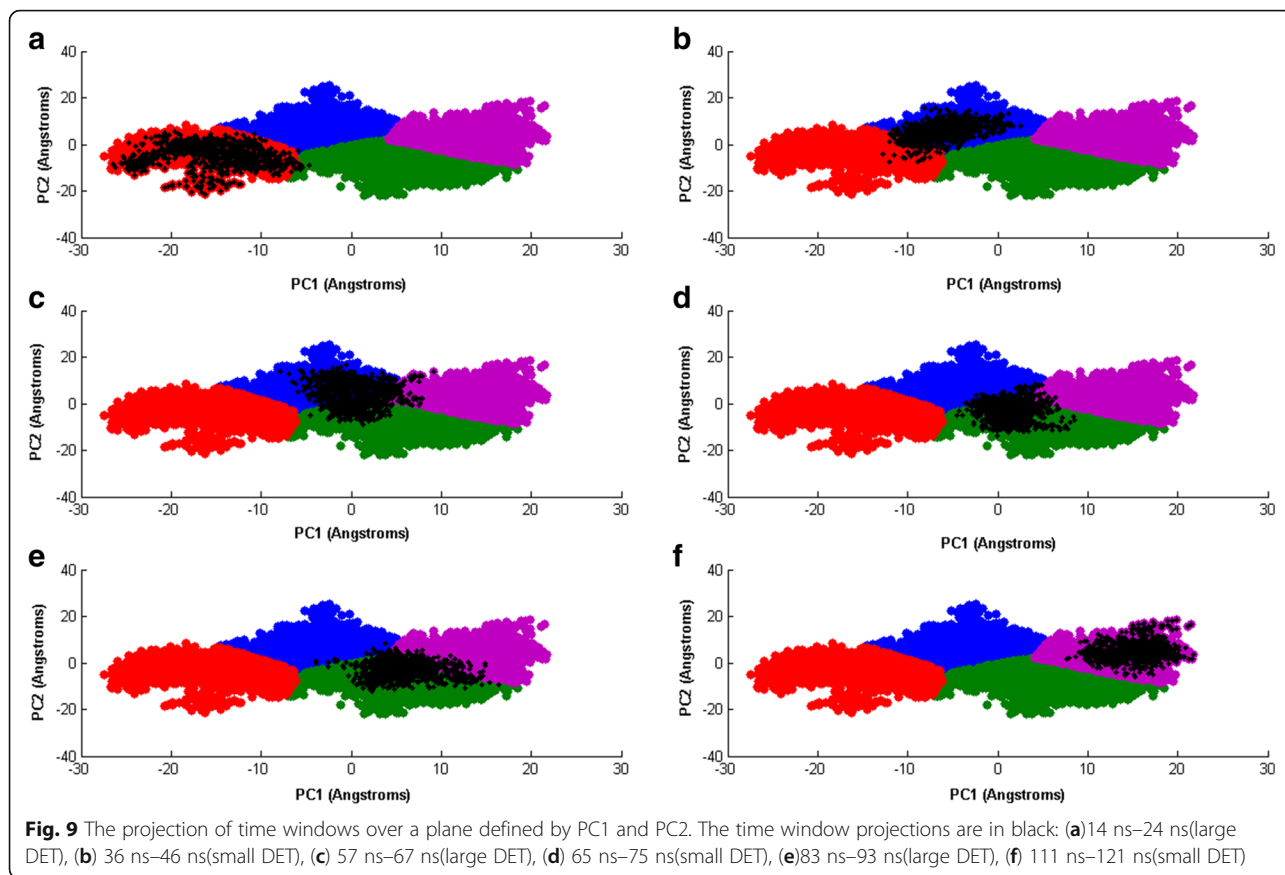 a
40
20
0
-20
-40
PC2 (Angstroms)
-30 -20 -10 0 10 20 30
PC1 (Angstroms)
b
40
20
0
-20
-40
PC2 (Angstroms)
-30 -20 -10 0 10 20 30
PC1 (Angstroms)
c
40
20
0
-20
-40
PC2 (Angstroms)
-30 -20 -10 0 10 20 30
PC1 (Angstroms)
d
40
20
0
-20
-40
PC2 (Angstroms)
-30 -20 -10 0 10 20 30
PC1 (Angstroms)
e
40
20
0
-20
-40
PC2 (Angstroms)
-30 -20 -10 0 10 20 30
PC1 (Angstroms)
f
40
20
0
-20
-40
PC2 (Angstroms)
-30 -20 -10 0 10 20 30
PC1 (Angstroms)
Fig. 9 The projection of time windows over a plane defined by PC1 and PC2. The time window projections are in black: (a)14 ns–24 ns(large
DET), (b) 36 ns–46 ns(small DET), (c) 57 ns–67 ns(large DET), (d) 65 ns–75 ns(small DET), (e)83 ns–93 ns(large DET), (f) 111 ns–121 ns(small DET)